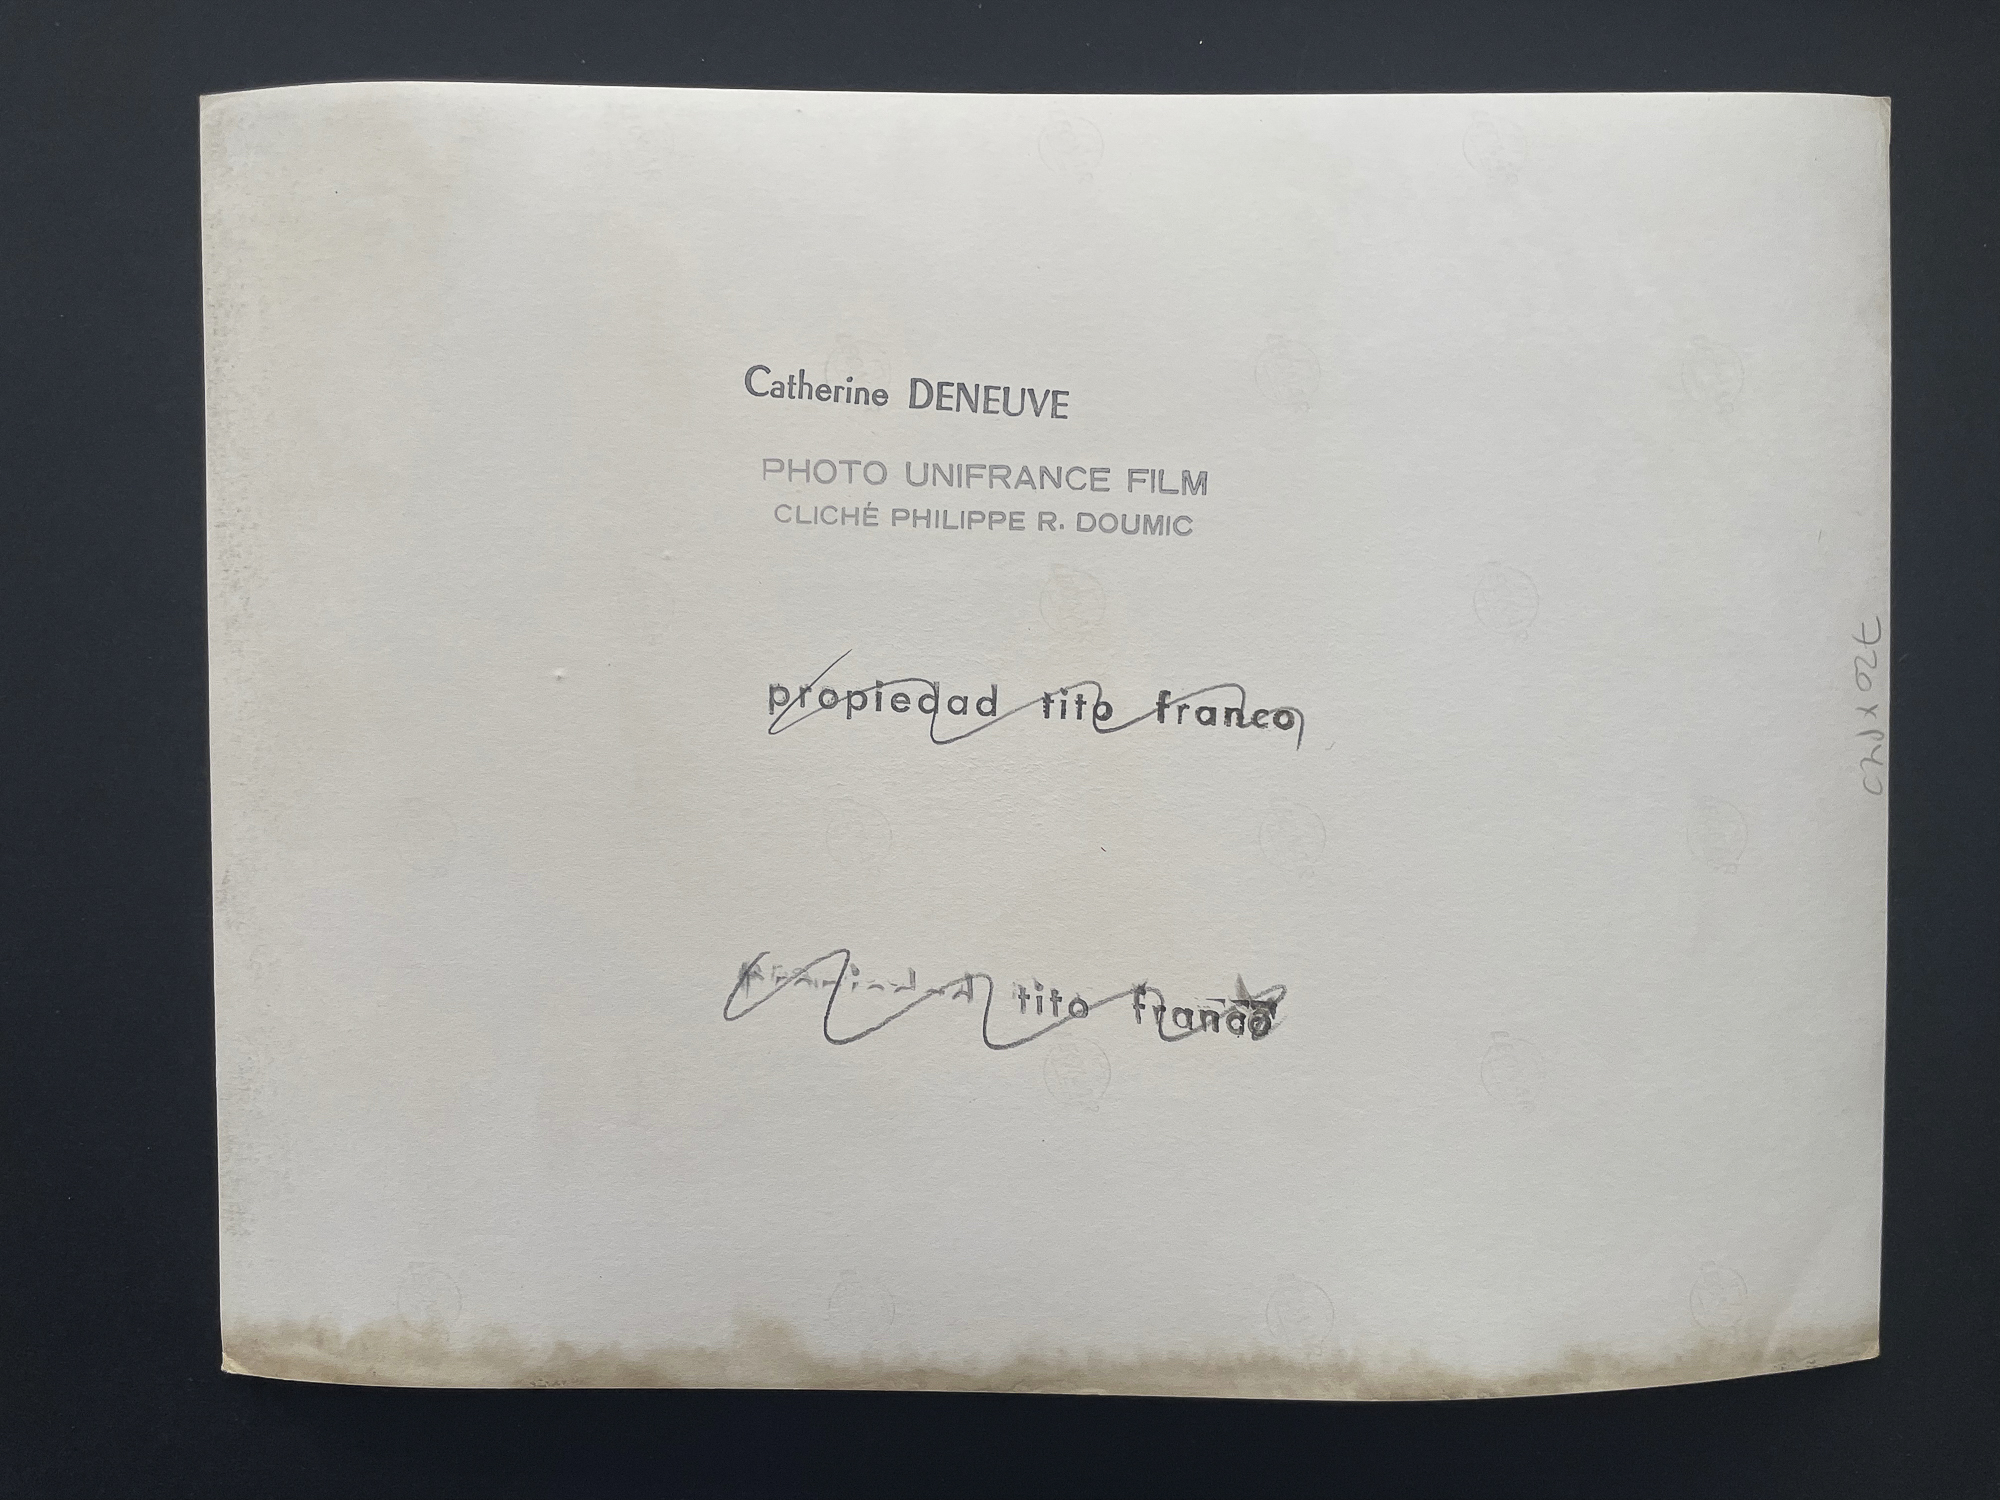 Catherine DENEUVE
PHOTO UNIFRANCE FILM
CLICHÉ PHILIPPE R. DOUMIC
propiedad tito franco
tito franco